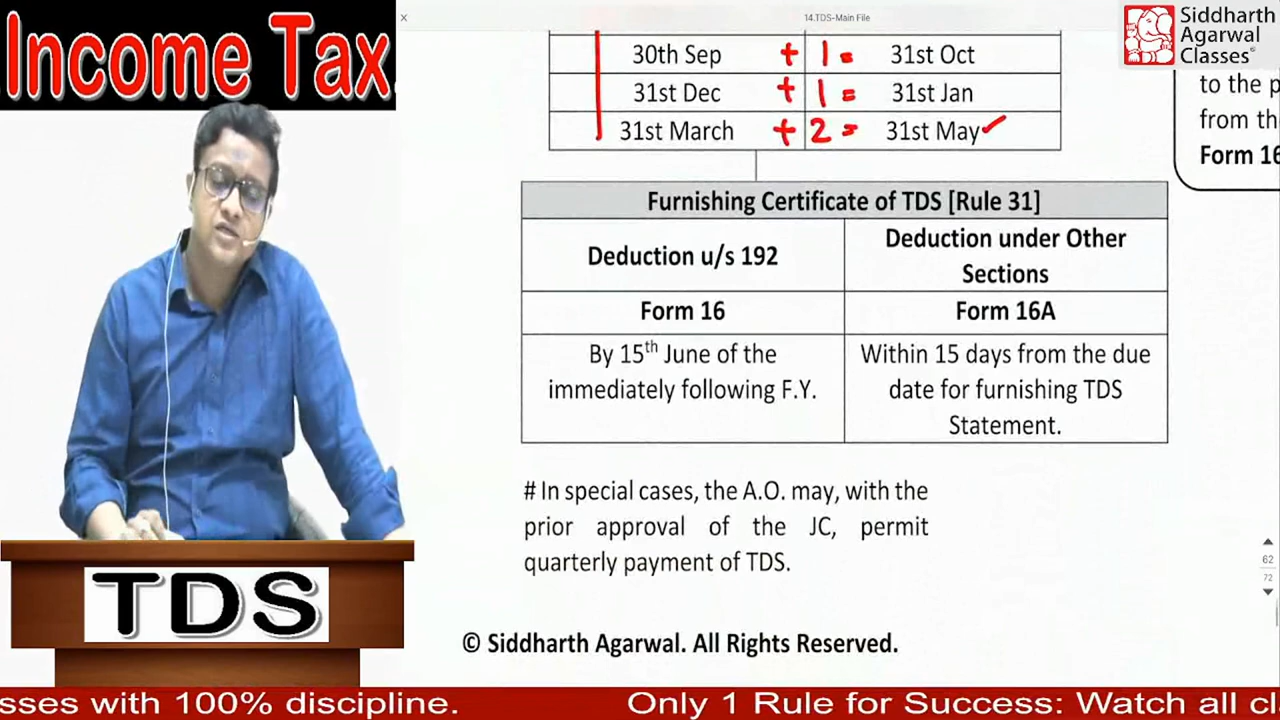 Income Tax.
×
14.TDS-Main File
Siddharth
Agarwal
Classes®
30th Sep + 1 = 31st Oct
31st Dec + 1 = 31st Jan
31st March + 2 = 31st May ✓
to the p
from th
Form 16
Furnishing Certificate of TDS [Rule 31]
Deduction u/s 192
Deduction under Other
Sections
Form 16
Form 16A
By 15th June of the
immediately following F.Y.
Within 15 days from the due
date for furnishing TDS
Statement.
# In special cases, the A.O. may, with the
prior approval of the JC, permit
quarterly payment of TDS.
62
72
TDS
© Siddharth Agarwal. All Rights Reserved.
sses with 100% discipline.
Only 1 Rule for Success: Watch all cl